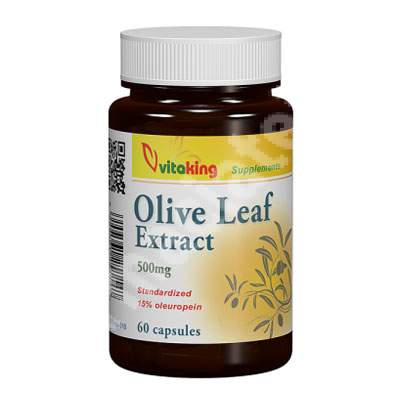 vitaking
Supplements
Olive Leaf
Extract
500mg
Standardized
15% oleuropein
60 capsules